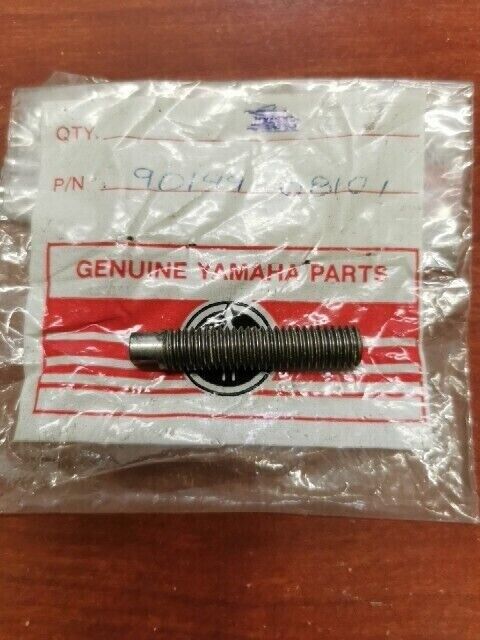 QTY.
P/N 90149 08101
GENUINE YAMAHA PARTS